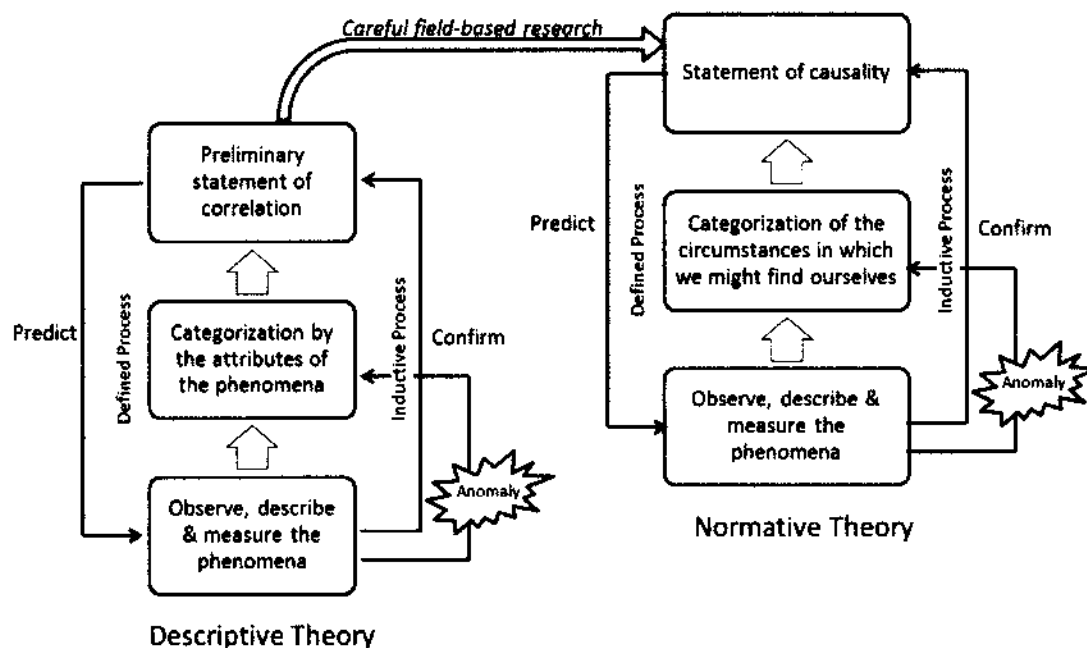 Careful field-based research
Preliminary
statement of
correlation
Predict
Defined Process
Categorization by
the attributes of
the phenomena
Inductive Process
Confirm
Anomaly
Observe, describe
& measure the
phenomena
Descriptive Theory
Statement of causality
Predict
Defined Process
Categorization of the
circumstances in which
we might find ourselves
Inductive Process
Confirm
Anomaly
Observe, describe &
measure the
phenomena
Normative Theory